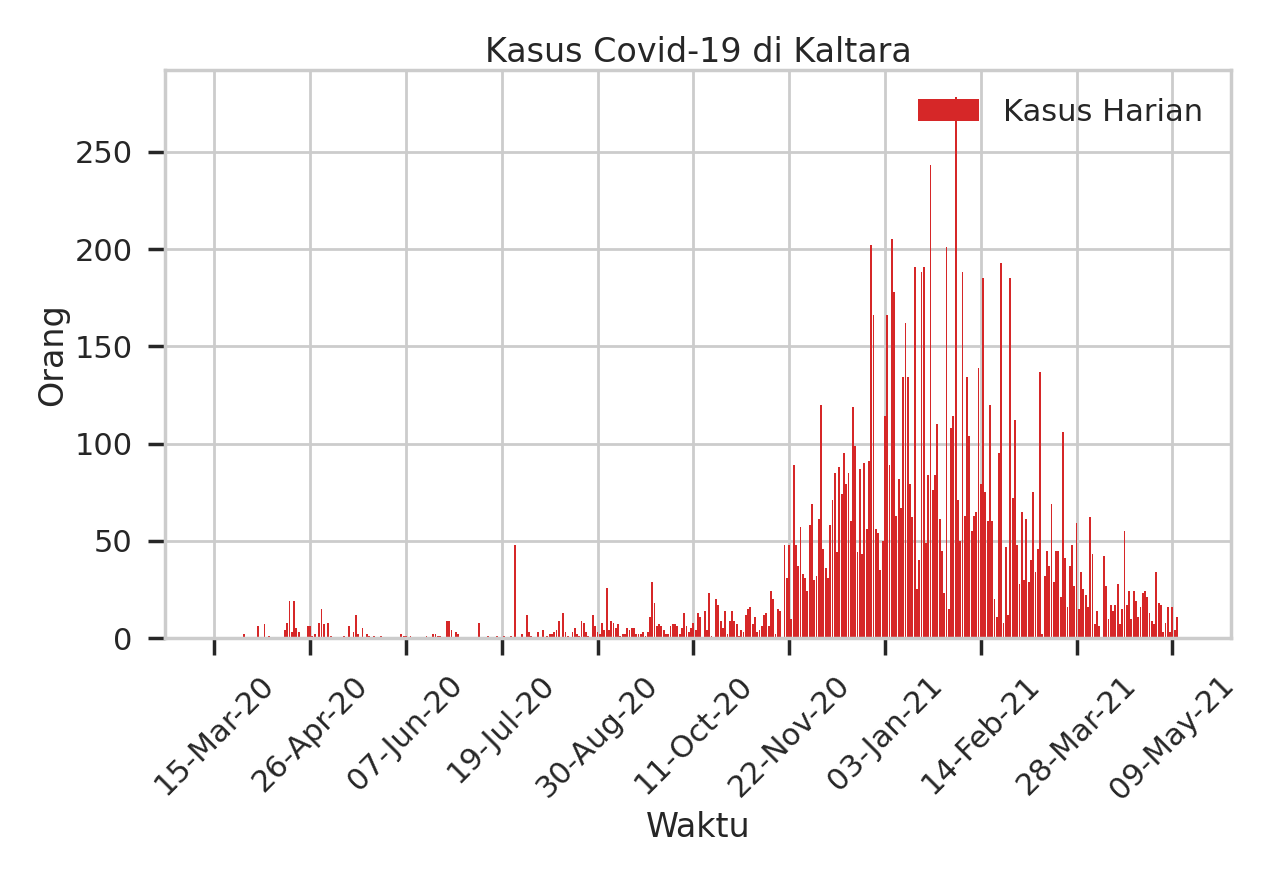 Kasus Covid-19 di Kaltara
Kasus Harian
Orang
250
200
150
100
50
0
15-Mar-20
26-Apr-20
07-Jun-20
19-Jul-20
30-Aug-20
11-Oct-20
22-Nov-20
03-Jan-21
14-Feb-21
28-Mar-21
09-May-21
Waktu